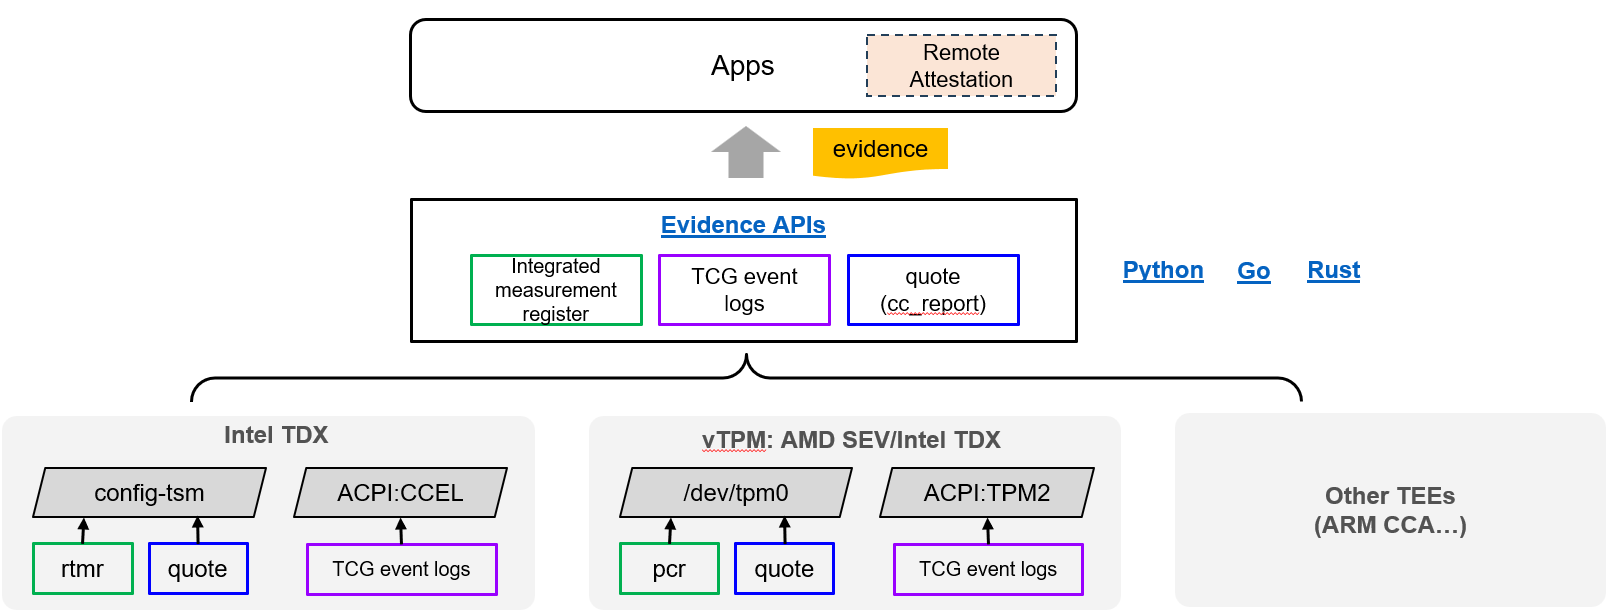 Apps
Remote
Attestation
evidence
Evidence APIs
Integrated
measurement
register
TCG event
logs
quote
(cc_report)
Python
Go
Rust
Intel TDX
config-tsm
ACPI:CCEL
rtmr
quote
TCG event logs
vTPM: AMD SEV/Intel TDX
/dev/tpm0
ACPI:TPM2
pcr
quote
TCG event logs
Other TEEs
(ARM CCA...)